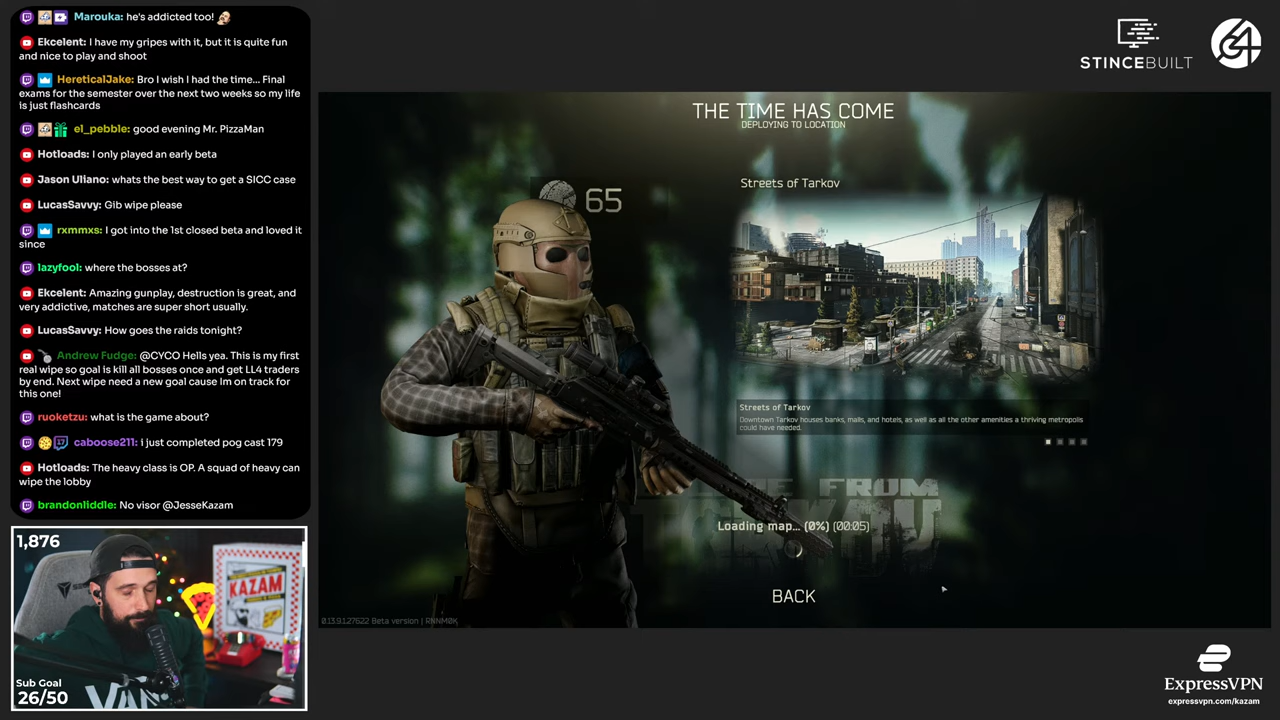 Marouka: he's addicted too!
Ekcelent: I have my gripes with it, but it is quite fun
and nice to play and shoot
HereticalJake: Bro I wish I had the time... Final
exams for the semester over the next two weeks so my life
is just flashcards
el_pebble: good evening Mr. PizzaMan
Hotloads: I only played an early beta
Jason Uliano: whats the best way to get a SICC case
LucasSavvy: Gib wipe please
rxmmxs: I got into the 1st closed beta and loved it
since
lazyfool: where the bosses at?
Ekcelent: Amazing gunplay, destruction is great, and
very addictive, matches are super short usually.
LucasSavvy: How goes the raids tonight?
Andrew Fudge: @CYCO Hells yea. This is my first
real wipe so goal is kill all bosses once and get LL4 traders
by end. Next wipe need a new goal cause Im on track for
this one!
ruoketzu: what is the game about?
caboose211: i just completed pog cast 179
Hotloads: The heavy class is OP. A squad of heavy can
wipe the lobby
brandonliddle: No visor @JesseKazam
1,876
KAZAM
Sub Goal
26/50
THE TIME HAS COME
DEPLOYING TO LOCATION
65
Streets of Tarkov
Streets of Tarkov
Downtown Tarkov houses banks, malls, and hotels, as well as all the other amenities a thriving metropolis
could have needed.
Loading map... (0%) (00:05)
BACK
STINCEBUILT
G4
ExpressVPN
expressvpn.com/kazam